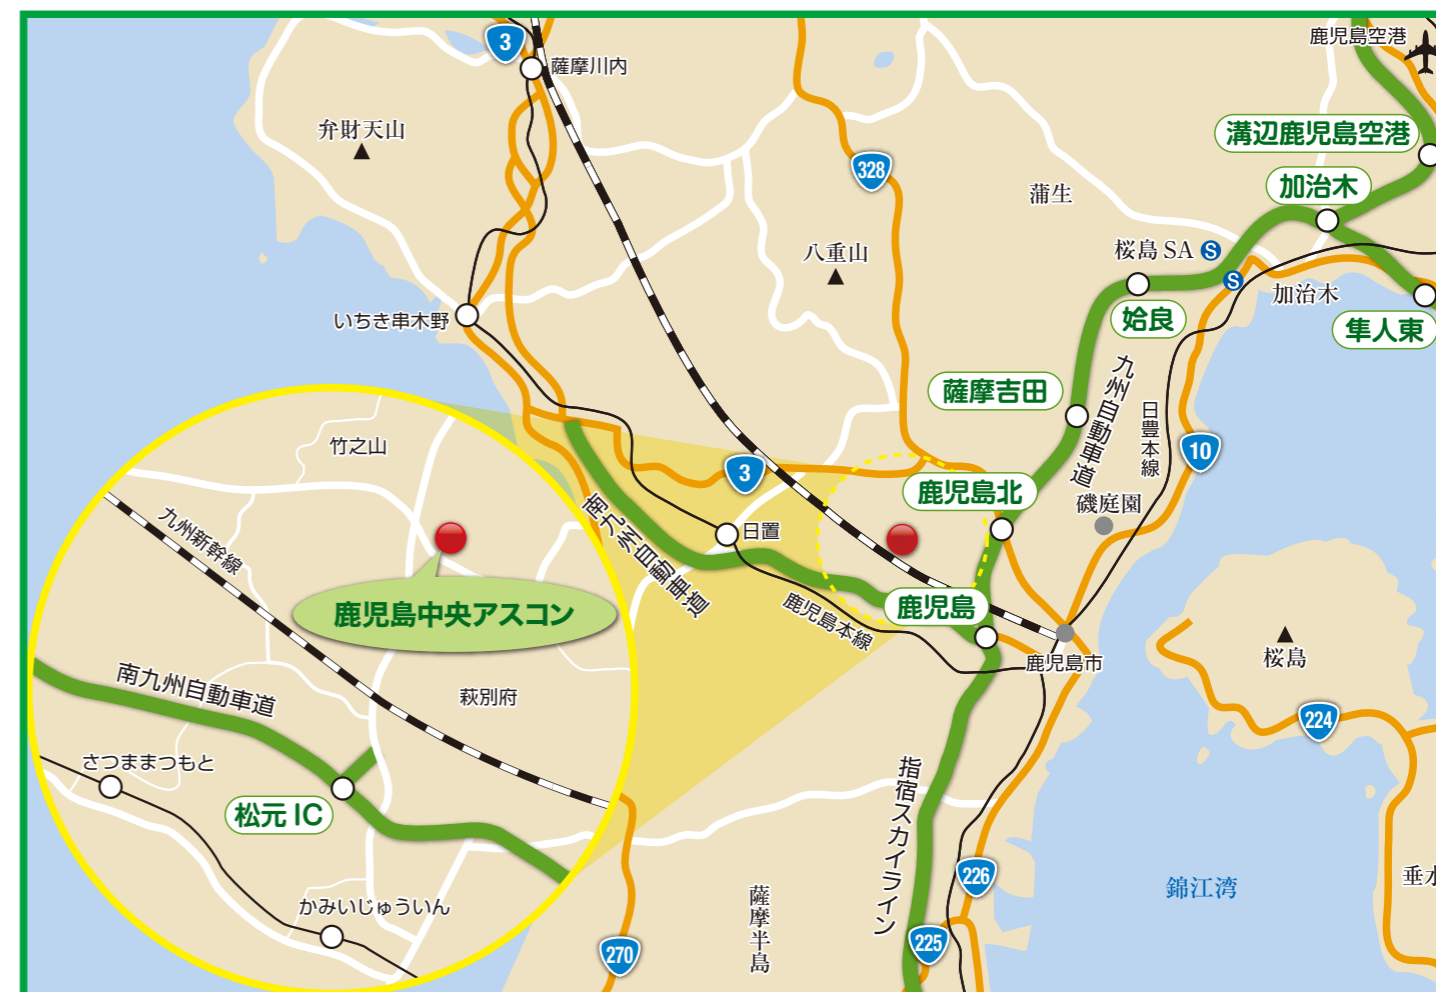 鹿児島空港
3
薩摩川内
弁財天山
溝辺鹿児島空港
328
加治木
蒲生
八重山
桜島 SA
S
S
加治木
いちき串木野
姶良
隼人東
薩摩吉田
九州自動車道
日豊本線
10
竹之山
3
鹿児島北
磯庭園
九州新幹線
南九州自動車道
日置
鹿児島中央アスコン
鹿児島本線
鹿児島
鹿児島市
桜島
南九州自動車道
萩別府
224
さつままつもと
松元 IC
指宿スカイライン
226
垂水
錦江湾
かみいじゅういん
薩摩半島
270
225